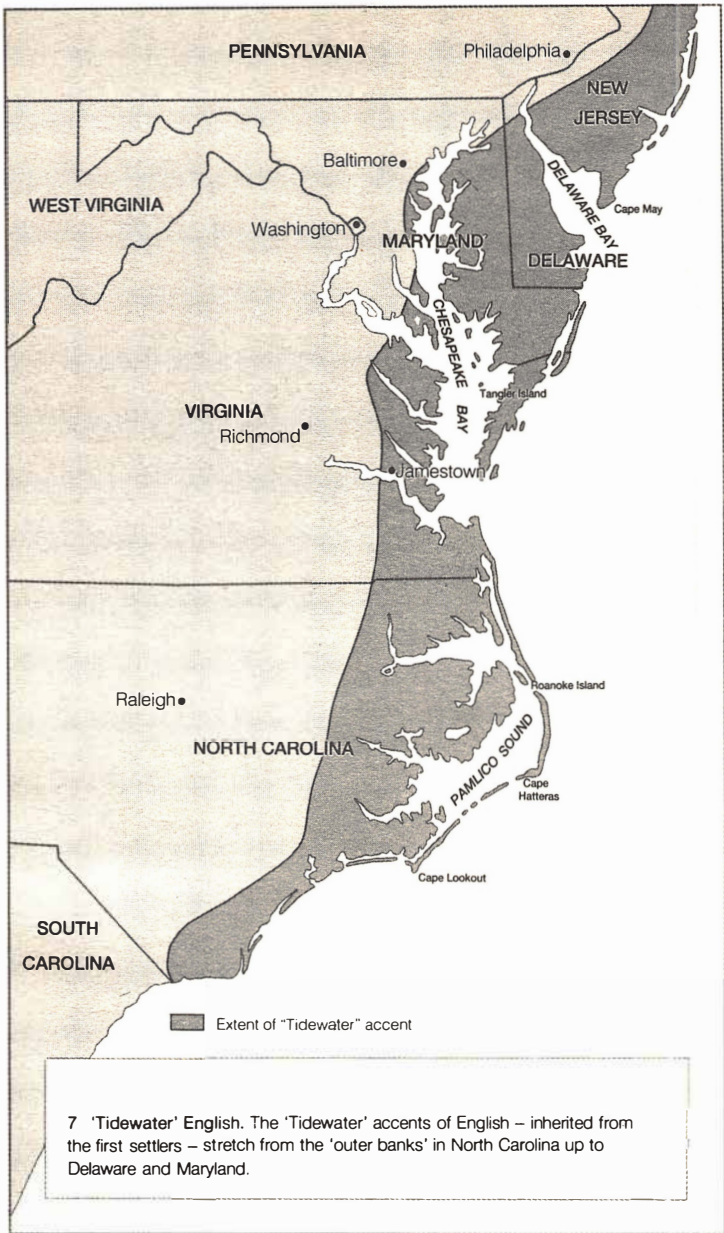 PENNSYLVANIA
Philadelphia
NEW
JERSEY
Baltimore
WEST VIRGINIA
Washington
MARYLAND
DELAWARE BAY
Cape May
DELAWARE
CHESAPEAKE BAY
VIRGINIA
Richmond
Tangler Island
Jamestown
Roanoke Island
Raleigh
NORTH CAROLINA
PAMLICO SOUND
Cape
Hatteras
Cape Lookout
SOUTH
CAROLINA
Extent of "Tidewater" accent
7 'Tidewater' English. The 'Tidewater' accents of English – inherited from
the first settlers – stretch from the 'outer banks' in North Carolina up to
Delaware and Maryland.